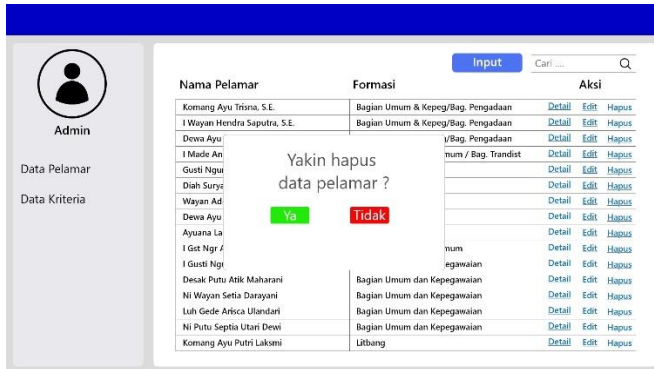 Input
Cari ....
Nama Pelamar Formasi Aksi
Admin
Data Pelamar
Data Kriteria
Komang Ayu Trisna, S.E. Bagian Umum & Kepeg/Bag. Pengadaan Detail Edit Hapus
I Wayan Hendra Saputra, S.E. Bagian Umum & Kepeg/Bag. Pengadaan Detail Edit Hapus
Dewa Ayu /Bag. Pengadaan Detail Edit Hapus
I Made An mum / Bag. Trandist Detail Edit Hapus
Gusti Ngu Detail Edit Hapus
Diah Surya Detail Edit Hapus
Wayan Ad Detail Edit Hapus
Dewa Ayu Detail Edit Hapus
Ayuana La Detail Edit Hapus
I Gst Ngr mum Detail Edit Hapus
I Gusti Ng egawaian Detail Edit Hapus
Yakin hapus
data pelamar ?
Ya Tidak
Desak Putu Atik Maharani Bagian Umum dan Kepegawaian Detail Edit Hapus
Ni Wayan Setia Darayani Bagian Umum dan Kepegawaian Detail Edit Hapus
Luh Gede Arisca Ulandari Bagian Umum dan Kepegawaian Detail Edit Hapus
Ni Putu Septia Utari Dewi Bagian Umum dan Kepegawaian Detail Edit Hapus
Komang Ayu Putri Laksmi Litbang Detail Edit Hapus